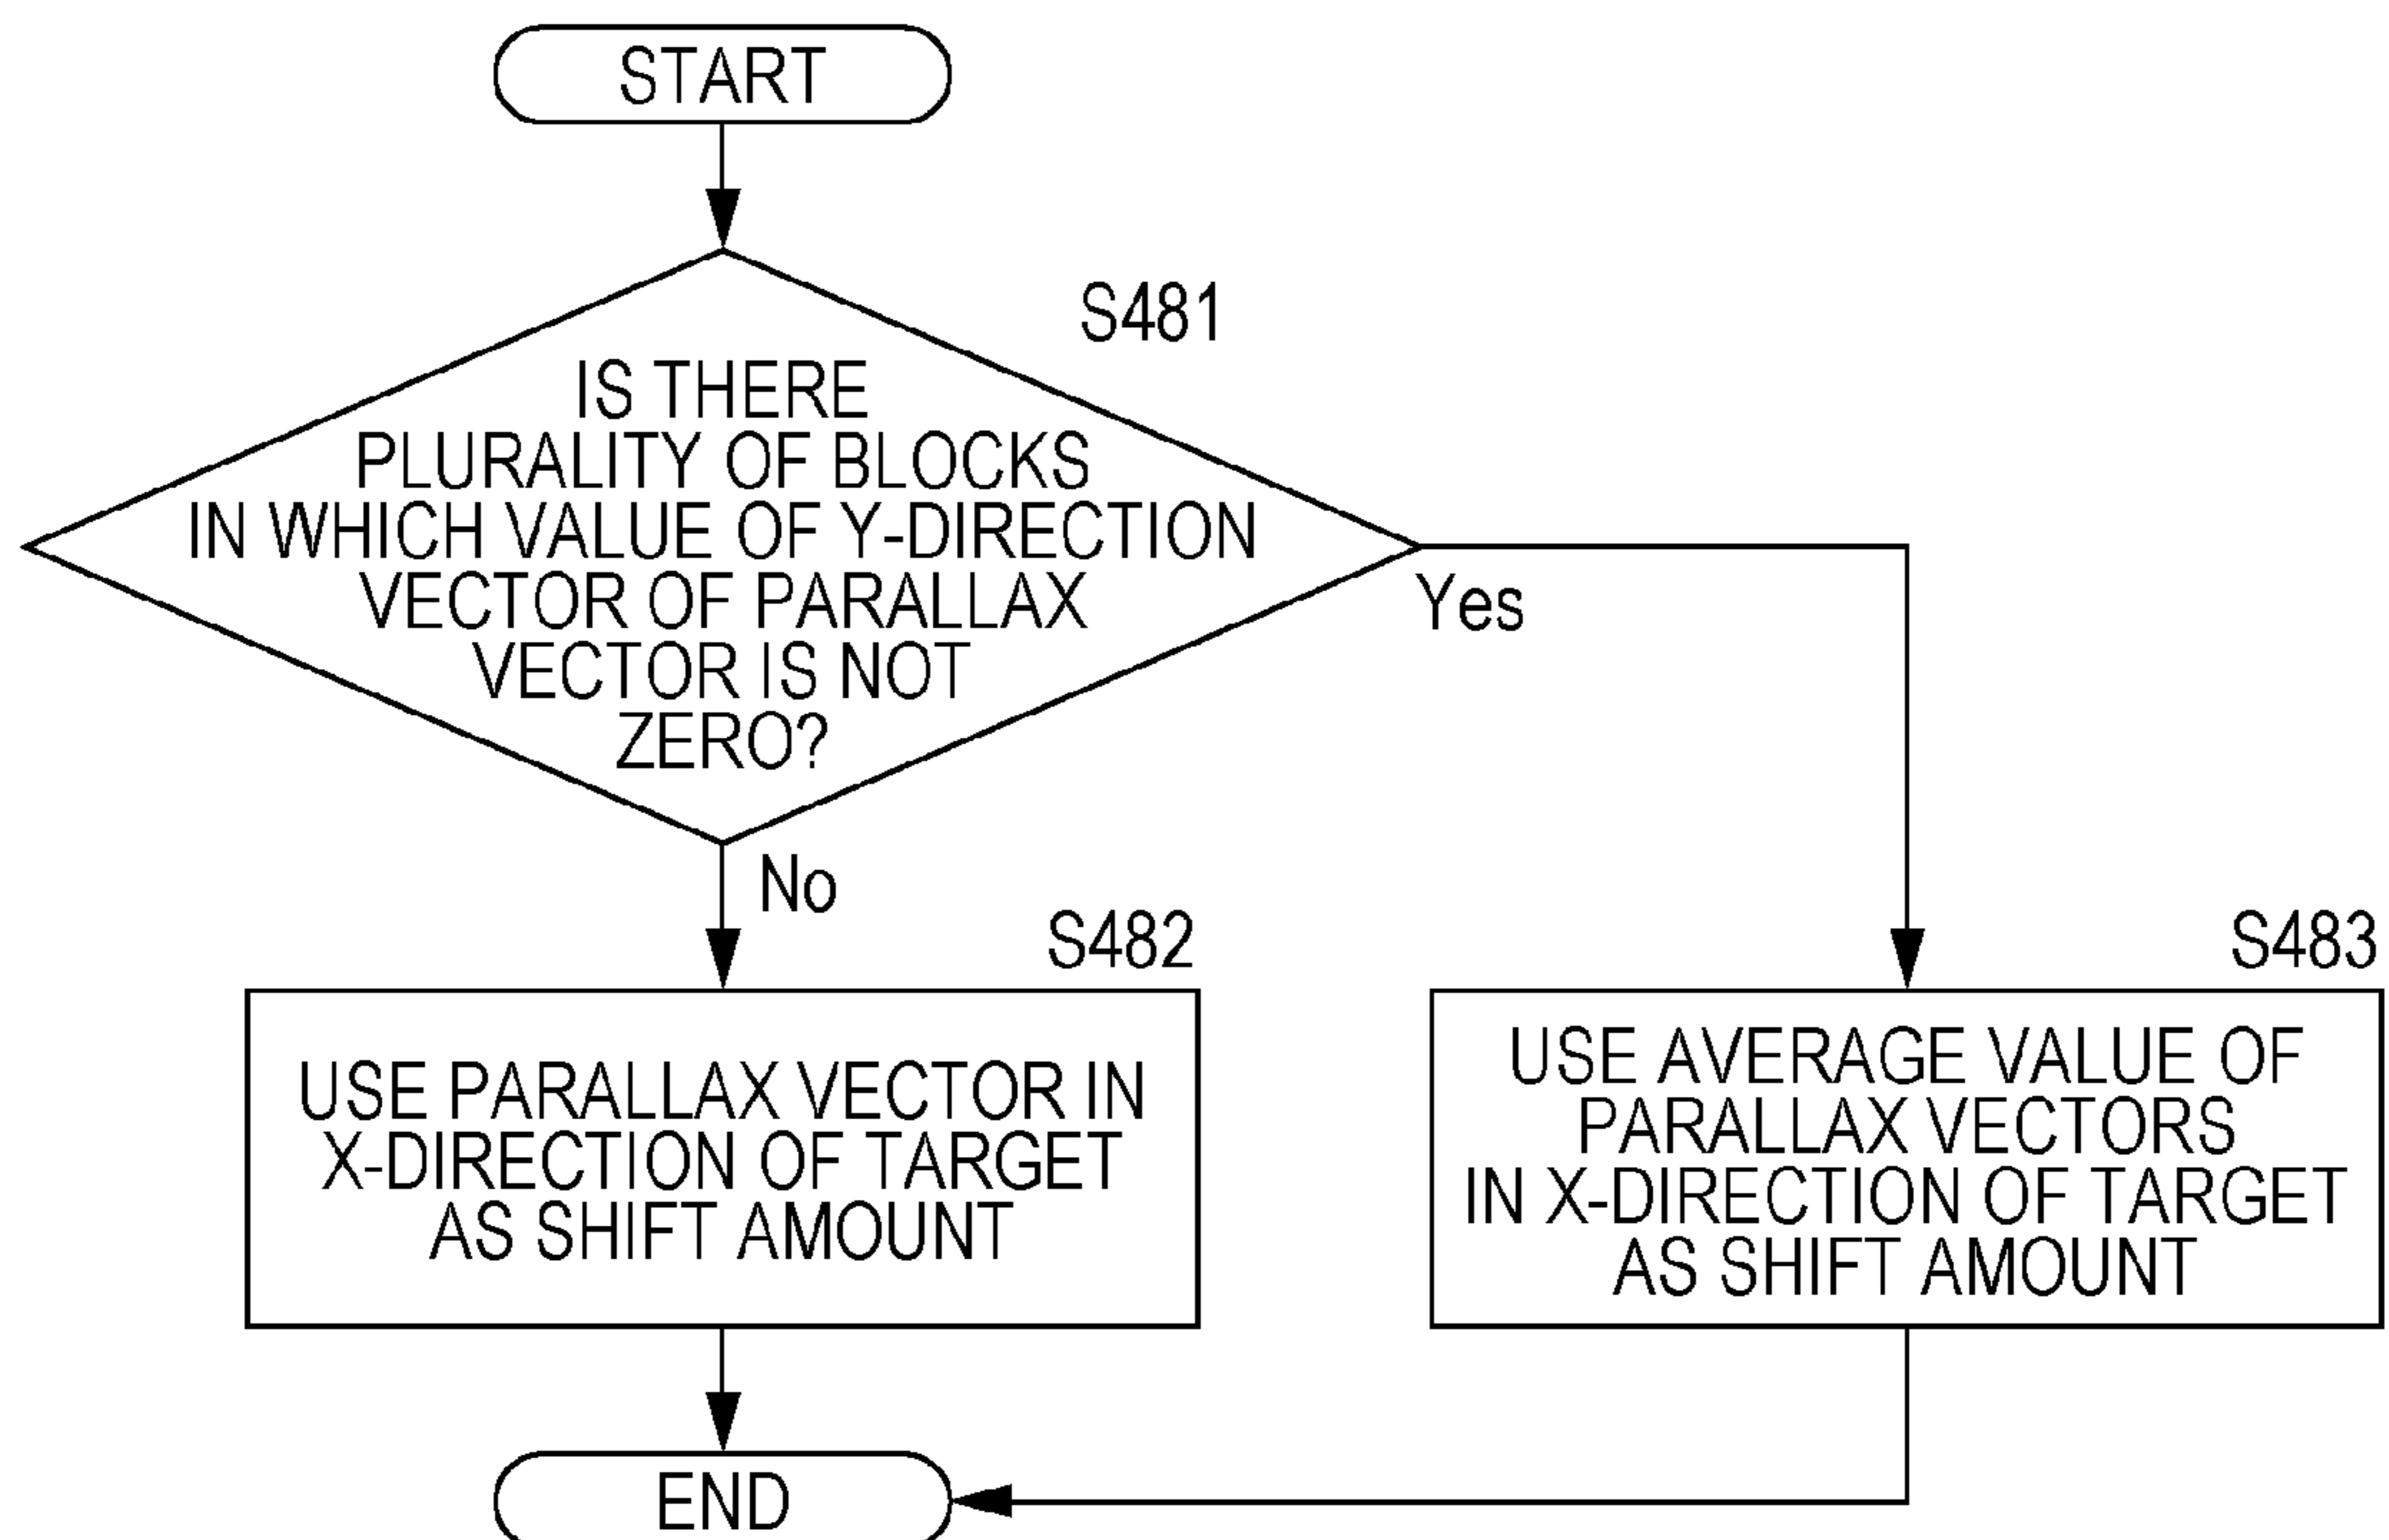 START
S481
IS THERE
PLURALITY OF BLOCKS
IN WHICH VALUE OF Y-DIRECTION
VECTOR OF PARALLAX
VECTOR IS NOT
ZERO?
Yes
No
S482
USE PARALLAX VECTOR IN
X-DIRECTION OF TARGET
AS SHIFT AMOUNT
S483
USE AVERAGE VALUE OF
PARALLAX VECTORS
IN X-DIRECTION OF TARGET
AS SHIFT AMOUNT
END